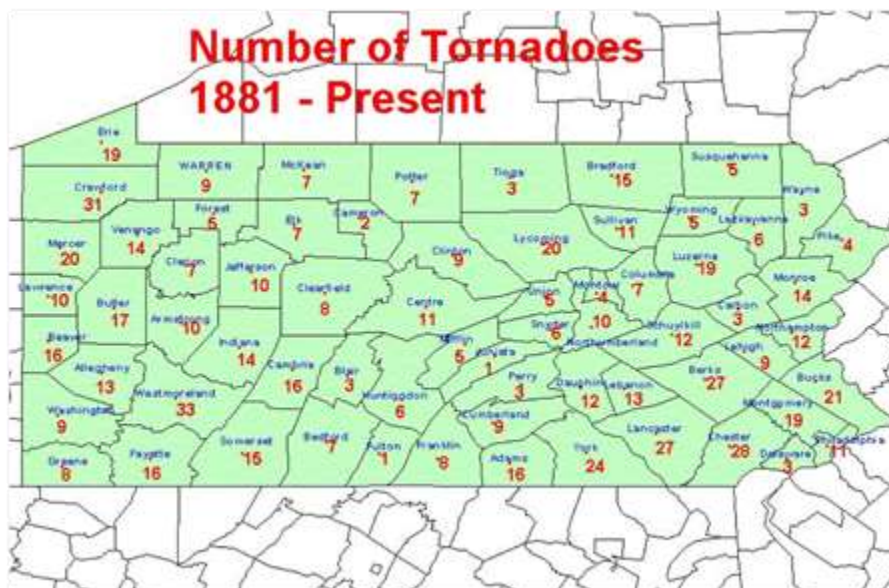 Number of Tornadoes
1881 - Present
Erie
19
WARREN
9
McKean
7
Potter
7
Tioga
3
Bradford
15
Susquehanna
5
Wayne
3
Crawford
31
Forest
5
Elk
7
Cameron
2
Sullivan
11
Wyoming
5
Lackawanna
6
Pike
4
Mercer
20
Venango
14
Clarion
7
Jefferson
10
Clinton
9
Lycoming
20
Luzerne
19
Monroe
14
Lawrence
10
Butler
17
Armstrong
10
Clearfield
8
Centre
11
Union
5
Montour
4
Columbia
7
Carbon
3
Northampton
12
Beaver
16
Indiana
14
Mifflin
5
Snyder
6
10
Northumberland
Schuylkill
12
Lehigh
9
Allegheny
13
Westmoreland
33
Cambria
16
Blair
3
Huntingdon
6
Juniata
1
Perry
3
Dauphin
12
Lebanon
13
Berks
27
Bucks
21
Montgomery
19
Washington
9
Greene
8
Fayette
16
Somerset
15
Bedford
7
Fulton
1
Franklin
8
Cumberland
9
Adams
16
York
24
Lancaster
27
Chester
28
Delaware
3
Philadelphia
11